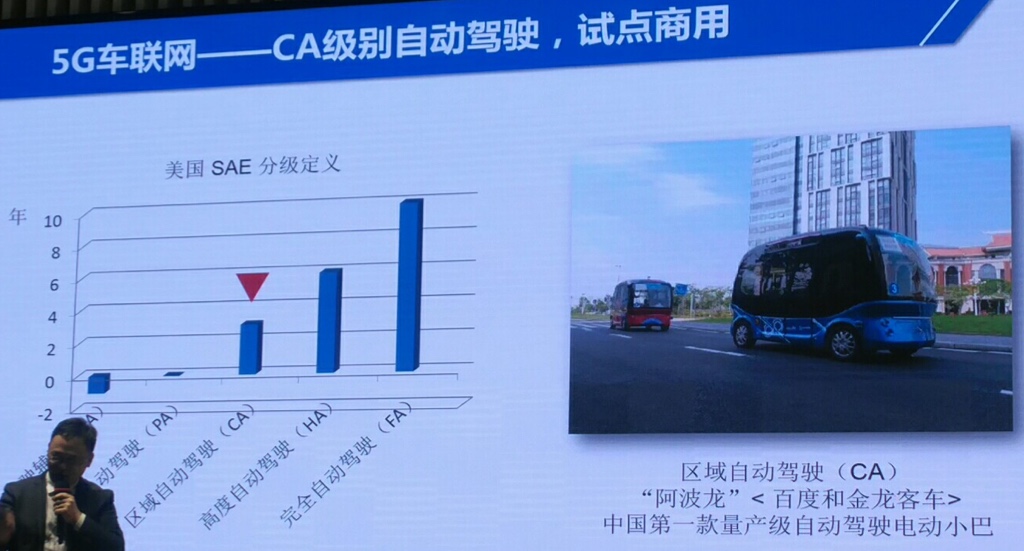 5G车联网——CA级别自动驾驶，试点商用
美国 SAE 分级定义
年
10
8
6
4
2
0
-2
A）
动驾驶（PA）
区域自动驾驶（CA）
高度自动驾驶（HA）
完全自动驾驶（FA）
3
区域自动驾驶（CA）
“阿波龙”< 百度和金龙客车>
中国第一款量产级自动驾驶电动小巴